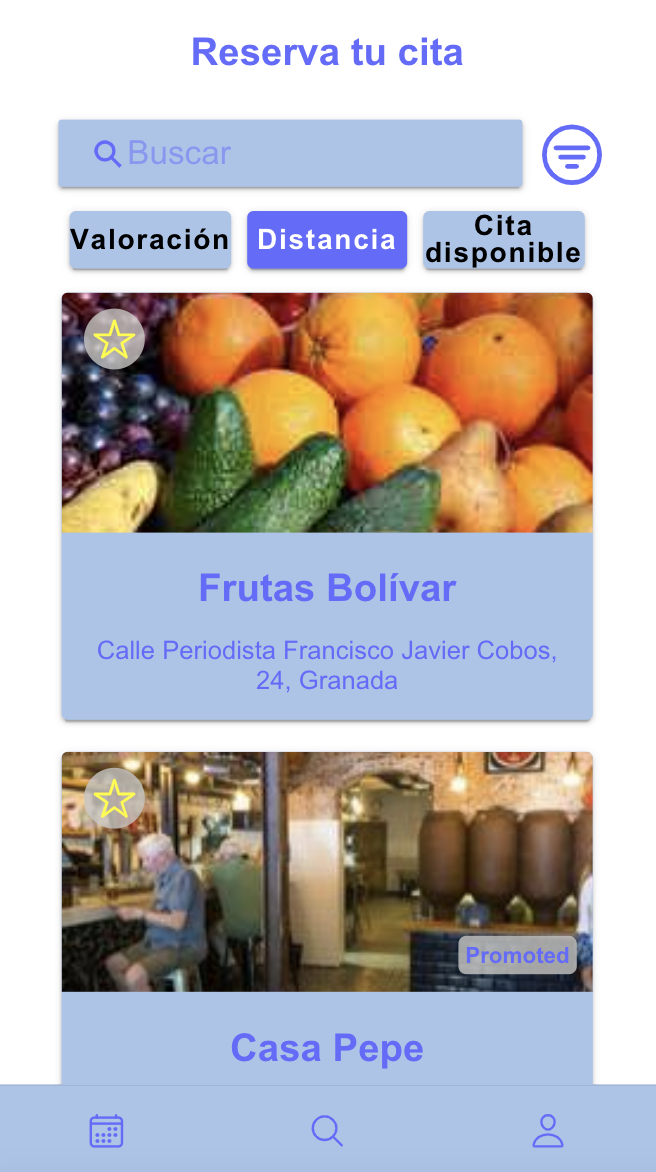 Reserva tu cita
Buscar
Valoración
Distancia
Cita
disponible
Frutas Bolívar
Calle Periodista Francisco Javier Cobos,
24, Granada
Promoted
Casa Pepe